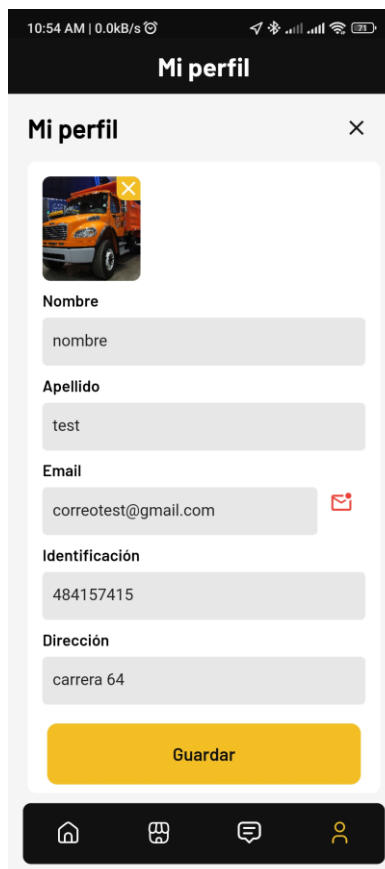 10:54 AM | 0.0kB/s
71
Mi perfil
Mi perfil
Nombre
nombre
Apellido
test
Email
correotest@gmail.com
Identificación
484157415
Dirección
carrera 64
Guardar